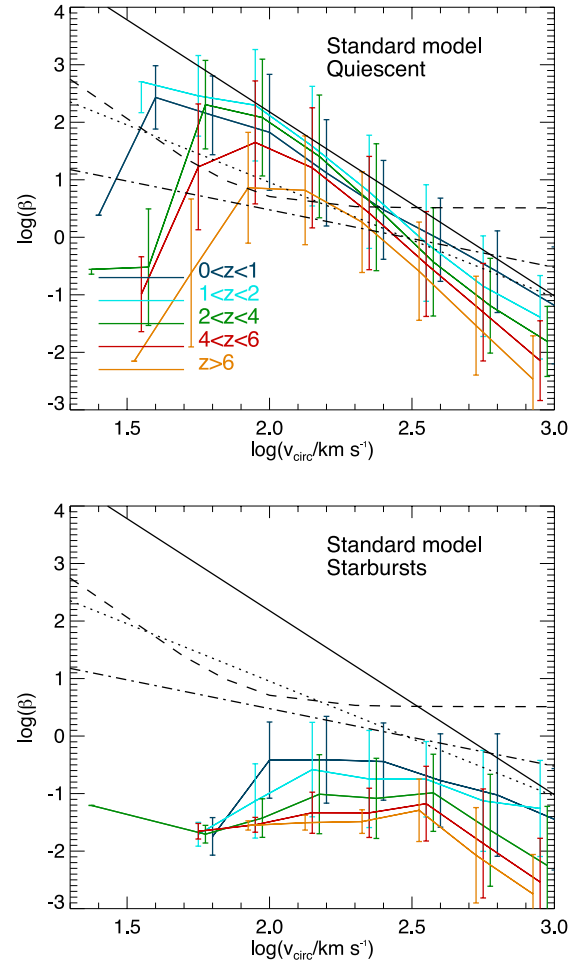 Standard model
Quiescent
4
3
2
1
0
-1
-2
-3
log(β)
0<z<1
1<z<2
2<z<4
4<z<6
z>6
1.5 2.0 2.5 3.0
log(v_circ/km s⁻¹)
Standard model
Starbursts
4
3
2
1
0
-1
-2
-3
log(β)
1.5 2.0 2.5 3.0
log(v_circ/km s⁻¹)